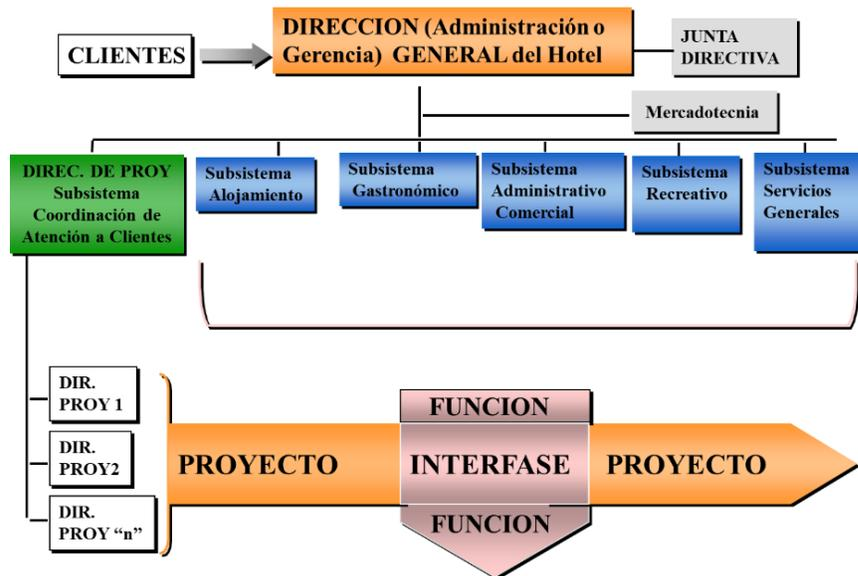 CLIENTES
DIRECCION (Administración o
Gerencia) GENERAL del Hotel
JUNTA
DIRECTIVA
Mercadotecnia
DIREC. DE PROY
Subsistema
Coordinación de
Atención a Clientes
Subsistema
Alojamiento
Subsistema
Gastronómico
Subsistema
Administrativo
Comercial
Subsistema
Recreativo
Subsistema
Servicios
Generales
DIR.
PROY 1
DIR.
PROY2
DIR.
PROY “n”
PROYECTO
FUNCION
INTERFASE
FUNCION
PROYECTO